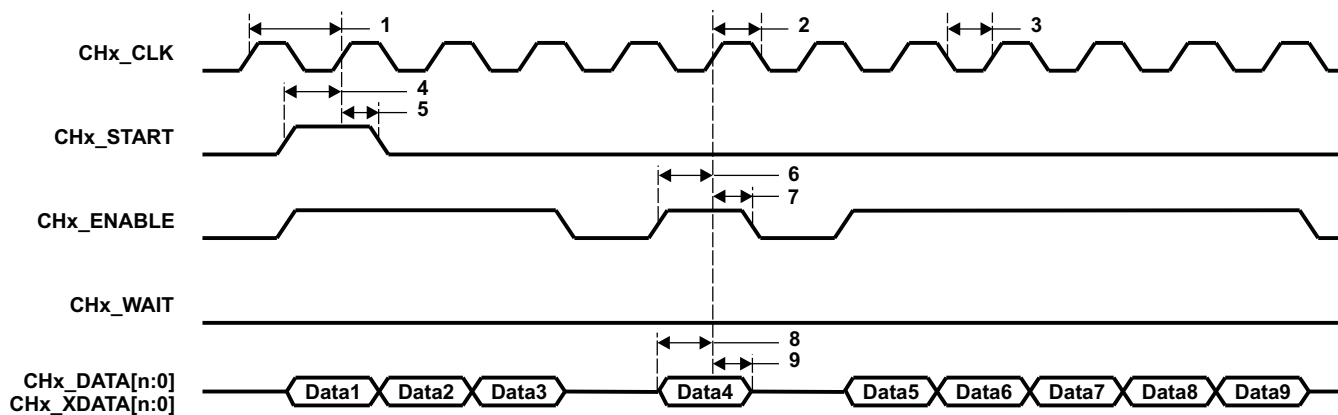 1
2
3
CHx_CLK
4
5
CHx_START
6
7
CHx_ENABLE
CHx_WAIT
8
9
CHx_DATA[n:0]
CHx_XDATA[n:0]
Data1 Data2 Data3 Data4 Data5 Data6 Data7 Data8 Data9